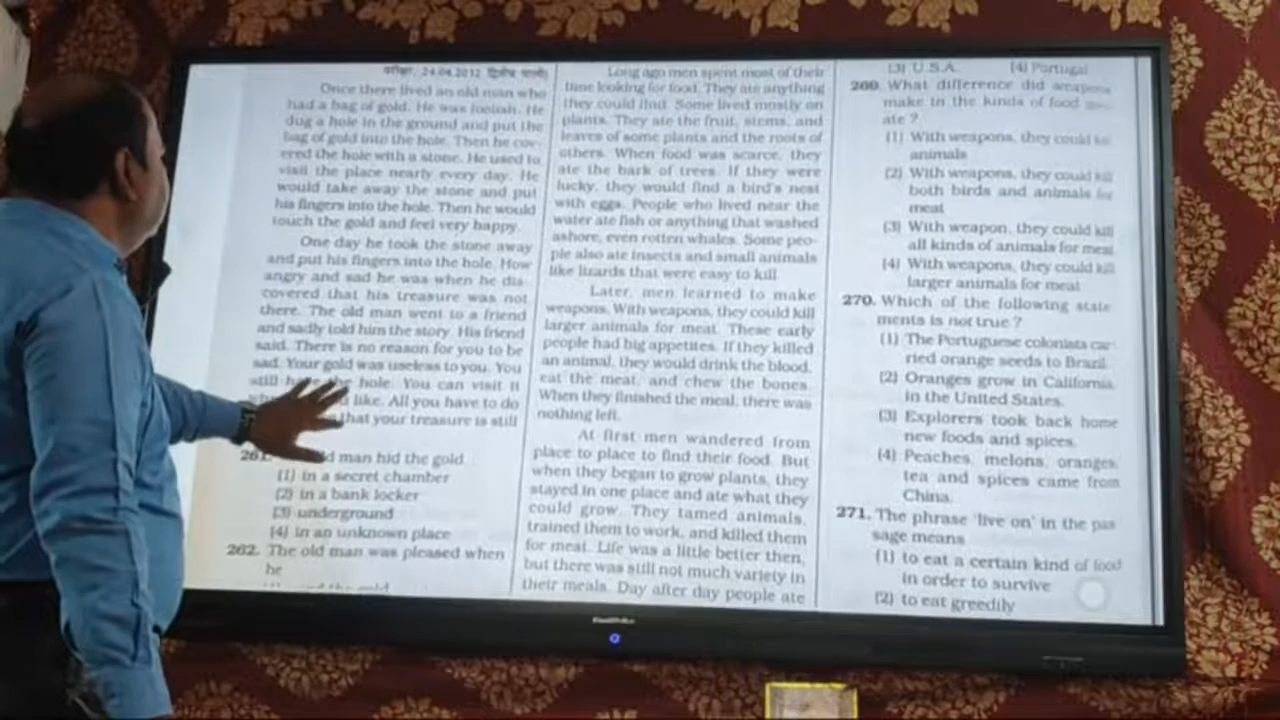 परीक्षा, 24.04.2012 द्वितीय पाली)
Once there lived an old man who
had a bag of gold. He was foolish. He
dug a hole in the ground and put the
bag of gold into the hole. Then he cov-
ered the hole with a stone. He used to
visit the place nearly every day. He
would take away the stone and put
his fingers into the hole. Then he would
touch the gold and feel very happy.
One day he took the stone away
and put his fingers into the hole. How
angry and sad he was when he dis-
covered that his treasure was not
there. The old man went to a friend
and sadly told him the story. His friend
said. There is no reason for you to be
sad. Your gold was useless to you. You
still have the hole. You can visit it
like. All you have to do
that your treasure is still
261. man hid the gold
(1) in a secret chamber
(2) in a bank locker
(3) underground
(4) in an unknown place
262. The old man was pleased when
he
Long ago men spent most of their
time looking for food. They ate anything
they could find. Some lived mostly on
plants. They ate the fruit, stems, and
leaves of some plants and the roots of
others. When food was scarce, they
ate the bark of trees. If they were
lucky, they would find a bird's nest
with eggs. People who lived near the
water ate fish or anything that washed
ashore, even rotten whales. Some peo-
ple also ate insects and small animals
like lizards that were easy to kill.
Later, men learned to make
weapons. With weapons, they could kill
larger animals for meat. These early
people had big appetites. If they killed
an animal, they would drink the blood,
eat the meat, and chew the bones.
When they finished the meal, there was
nothing left.
At first men wandered from
place to place to find their food. But
when they began to grow plants, they
stayed in one place and ate what they
could grow. They tamed animals,
trained them to work, and killed them
for meat. Life was a little better then,
but there was still not much variety in
their meals. Day after day people ate
(3) U.S.A. (4) Portugal
269. What difference did weapons
make in the kinds of food
ate ?
(1) With weapons, they could kill
animals
(2) With weapons, they could kill
both birds and animals for
meat
(3) With weapon, they could kill
all kinds of animals for meat
(4) With weapons, they could kill
larger animals for meat
270. Which of the following state
ments is not true ?
(1) The Portuguese colonists car-
ried orange seeds to Brazil.
(2) Oranges grow in California
in the United States.
(3) Explorers took back home
new foods and spices.
(4) Peaches, melons, oranges,
tea and spices came from
China.
271. The phrase 'live on' in the pas
sage means
(1) to eat a certain kind of food
in order to survive
(2) to eat greedily